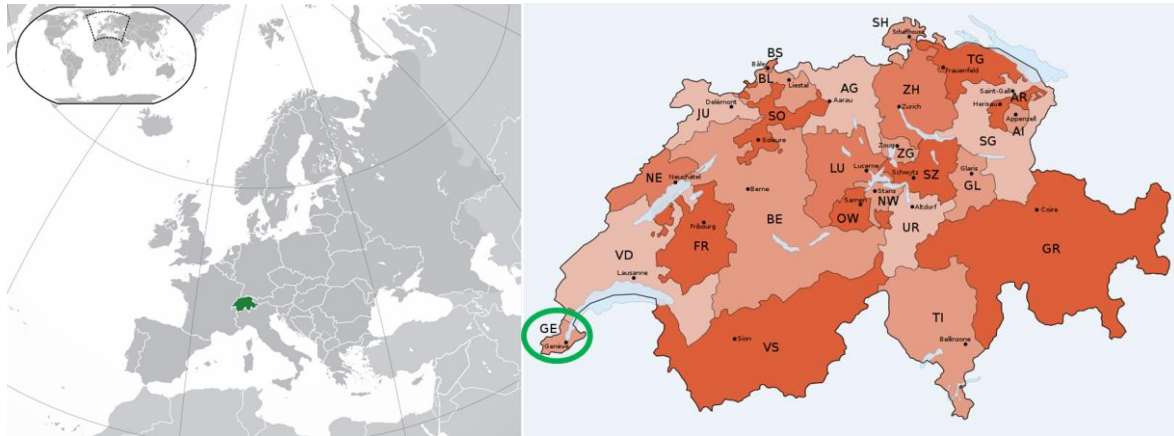 SH
Schaffhouse
BS
Bâle
BL
Liestal
TG
Frauenfeld
AG
Aarau
ZH
Zurich
Saint-Gall
Herisau
AR
Appenzell
AI
SG
JU
Delémont
SO
Soleure
Zoug
ZG
LU
Lucerne
Schwytz
SZ
Glaris
GL
NE
Neuchâtel
Berne
BE
Stans
NW
Sarnen
OW
Altdorf
UR
Coire
GR
Fribourg
FR
VD
Lausanne
GE
Genève
Sion
VS
TI
Bellinzone